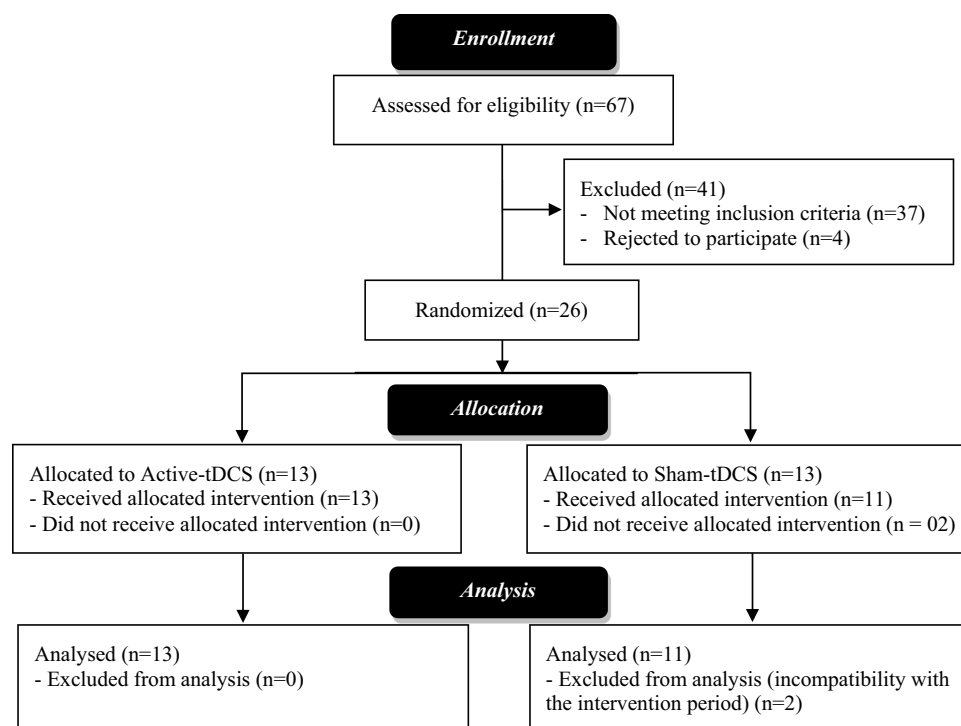 Enrollment
Assessed for eligibility (n=67)
Excluded (n=41)
- Not meeting inclusion criteria (n=37)
- Rejected to participate (n=4)
Randomized (n=26)
Allocation
Allocated to Active-tDCS (n=13)
- Received allocated intervention (n=13)
- Did not receive allocated intervention (n=0)
Allocated to Sham-tDCS (n=13)
- Received allocated intervention (n=11)
- Did not receive allocated intervention (n = 02)
Analysis
Analysed (n=13)
- Excluded from analysis (n=0)
Analysed (n=11)
- Excluded from analysis (incompatibility with
the intervention period) (n=2)